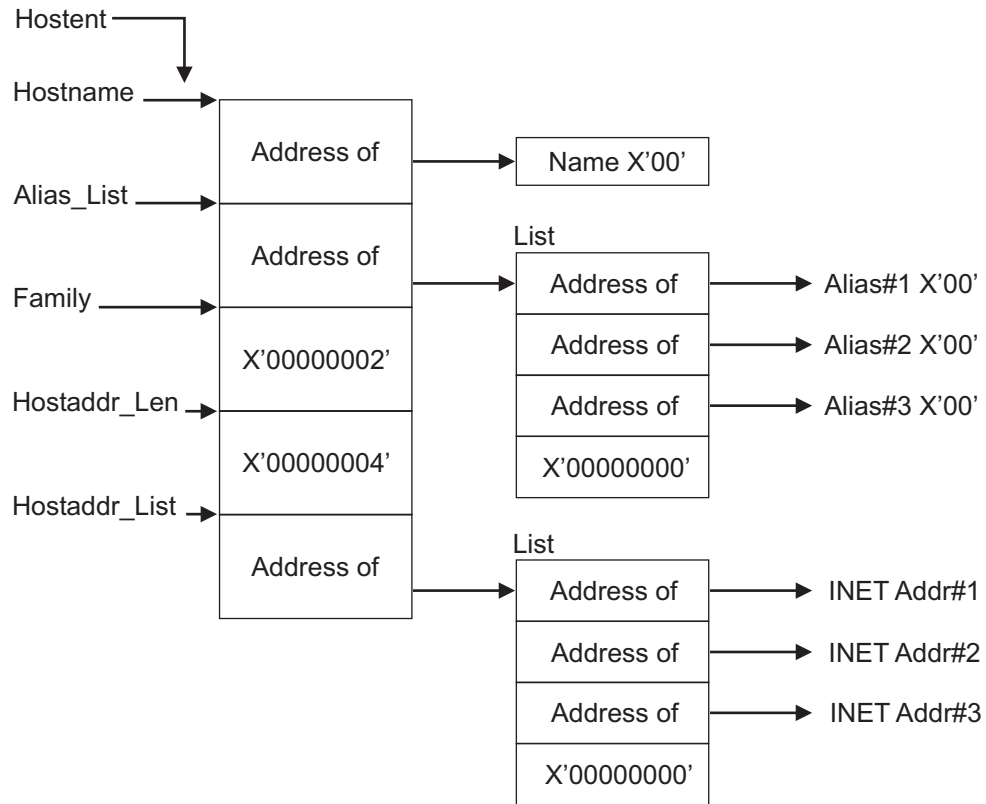 Hostent
Hostname
Address of
Name X’00’
Alias_List
Address of
List
Address of
Alias#1 X’00’
Family
Address of
Alias#2 X’00’
X’00000002’
Hostaddr_Len
Address of
Alias#3 X’00’
X’00000004’
X’00000000’
Hostaddr_List
Address of
List
Address of
INET Addr#1
Address of
INET Addr#2
Address of
INET Addr#3
X’00000000’